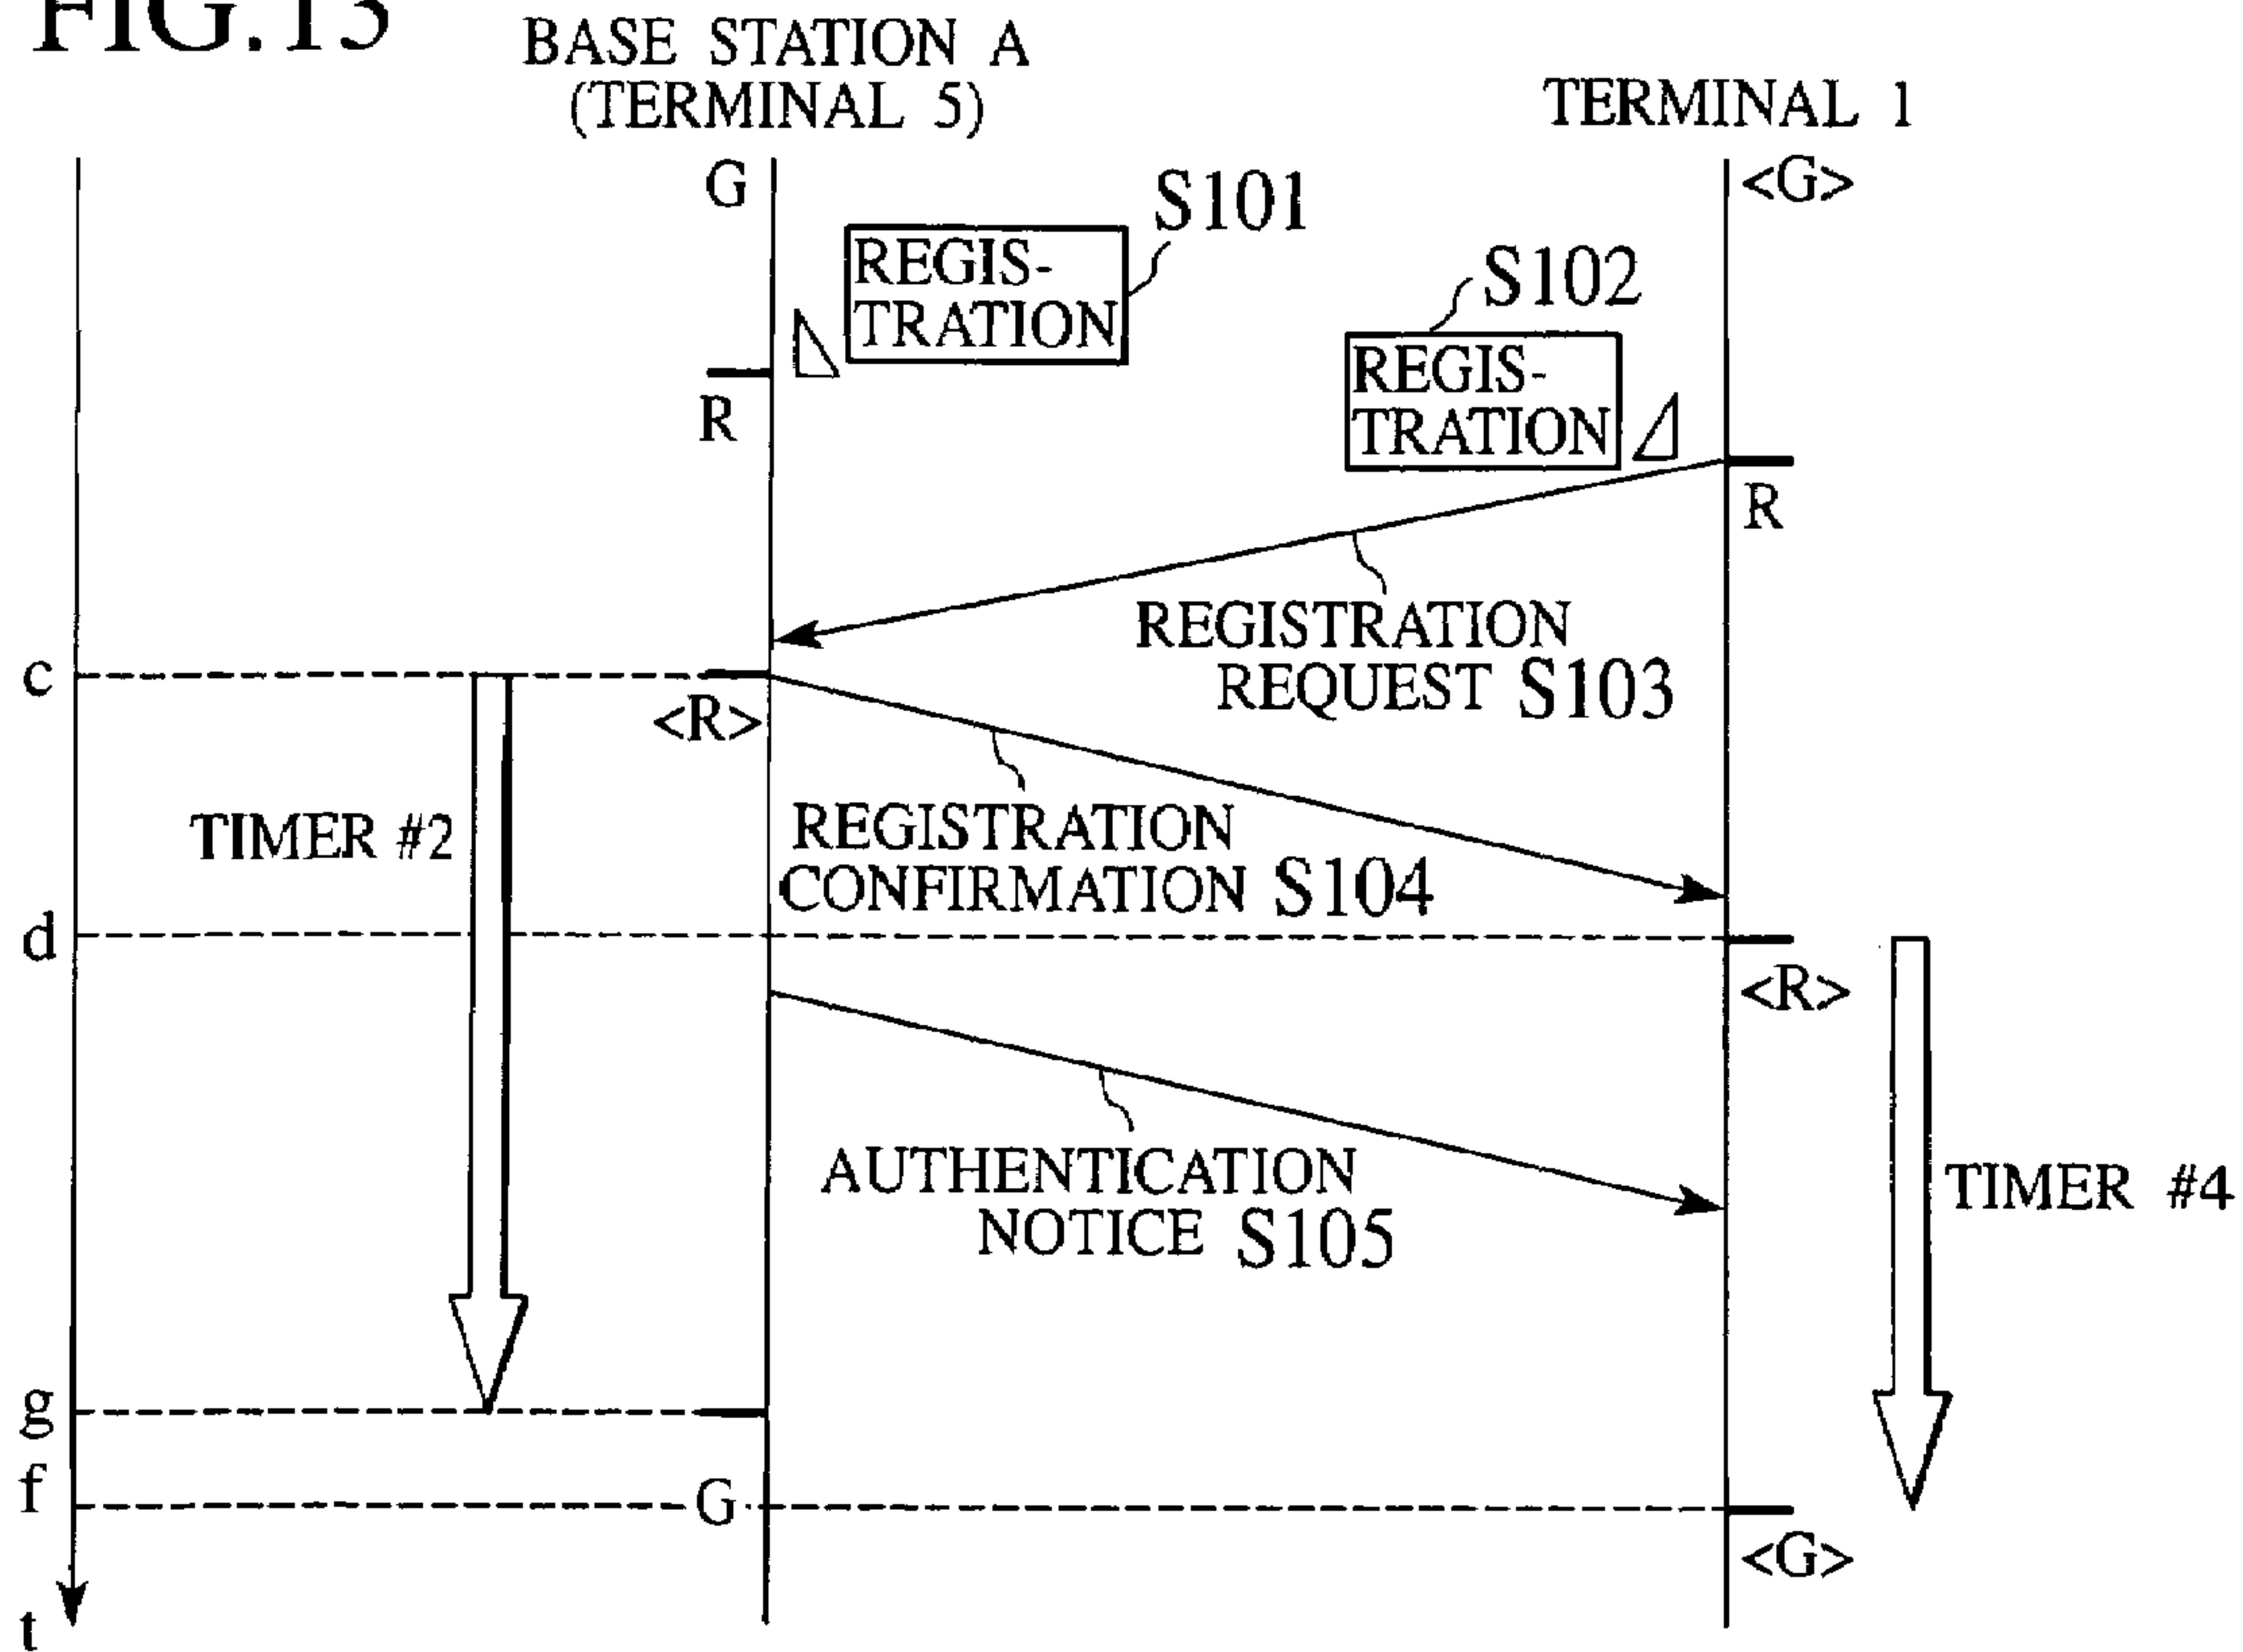 FIG.13
BASE STATION A
(TERMINAL 5)
TERMINAL 1
G
<G>
S101
REGIS-
TRATION
S102
REGIS-
TRATION
R
R
REGISTRATION
REQUEST S103
c
<R>
TIMER #2
REGISTRATION
CONFIRMATION S104
d
<R>
AUTHENTICATION
NOTICE S105
TIMER #4
g
f
G
<G>
t